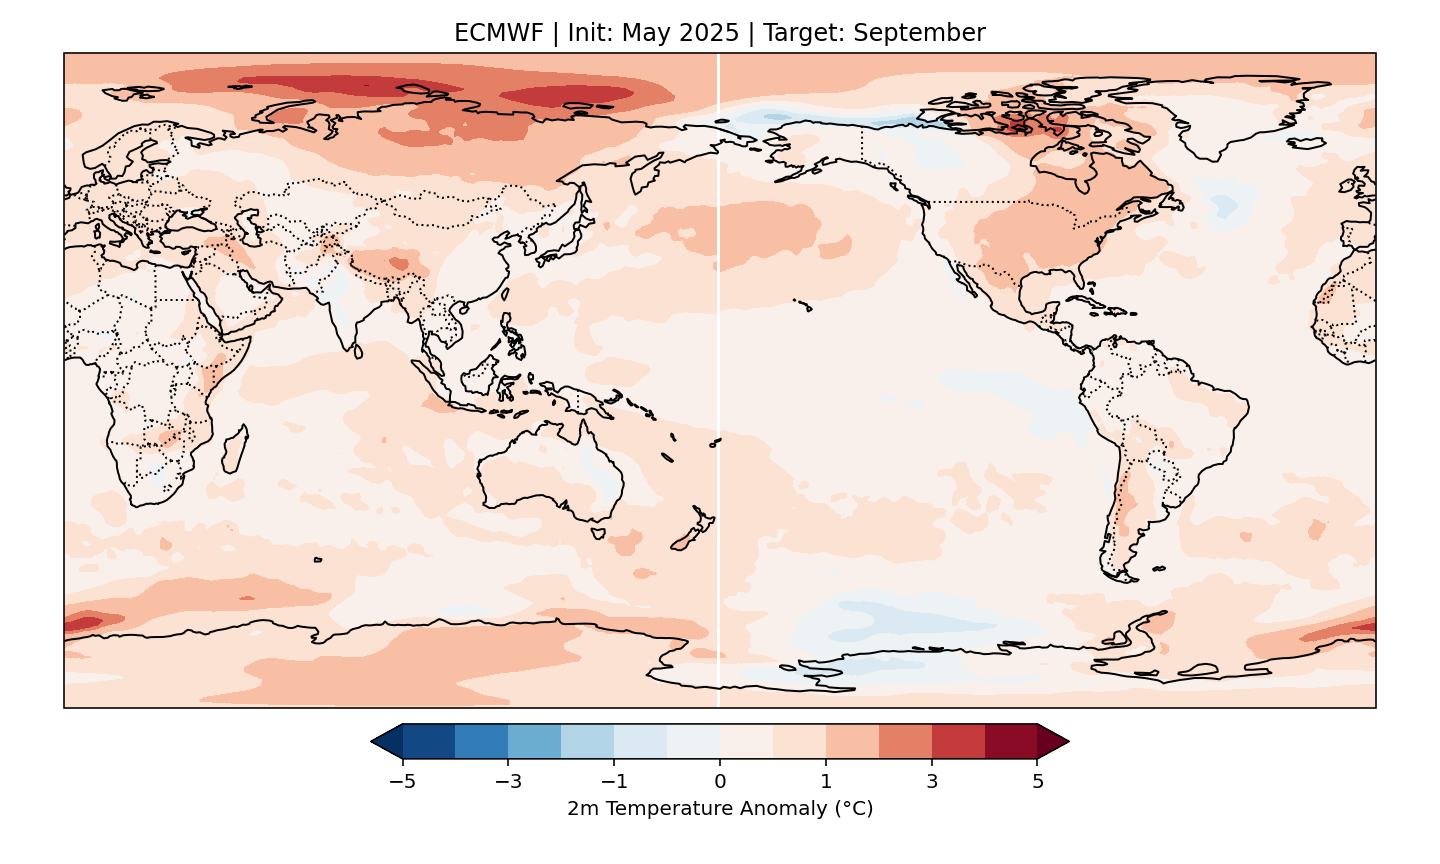 ECMWF | Init: May 2025 | Target: September
−5 −3 −1 0 1 3 5
2m Temperature Anomaly (°C)